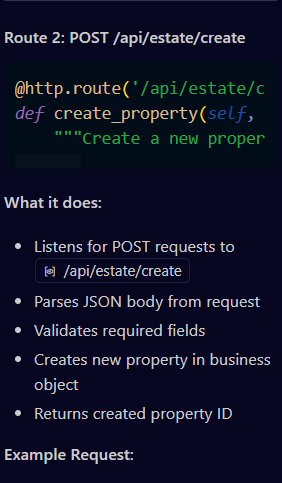 Route 2: POST /api/estate/create
@http.route('/api/estate/c
def create_property(self,
"""Create a new proper
What it does:
• Listens for POST requests to
/api/estate/create
• Parses JSON body from request
• Validates required fields
• Creates new property in business
object
• Returns created property ID
Example Request: